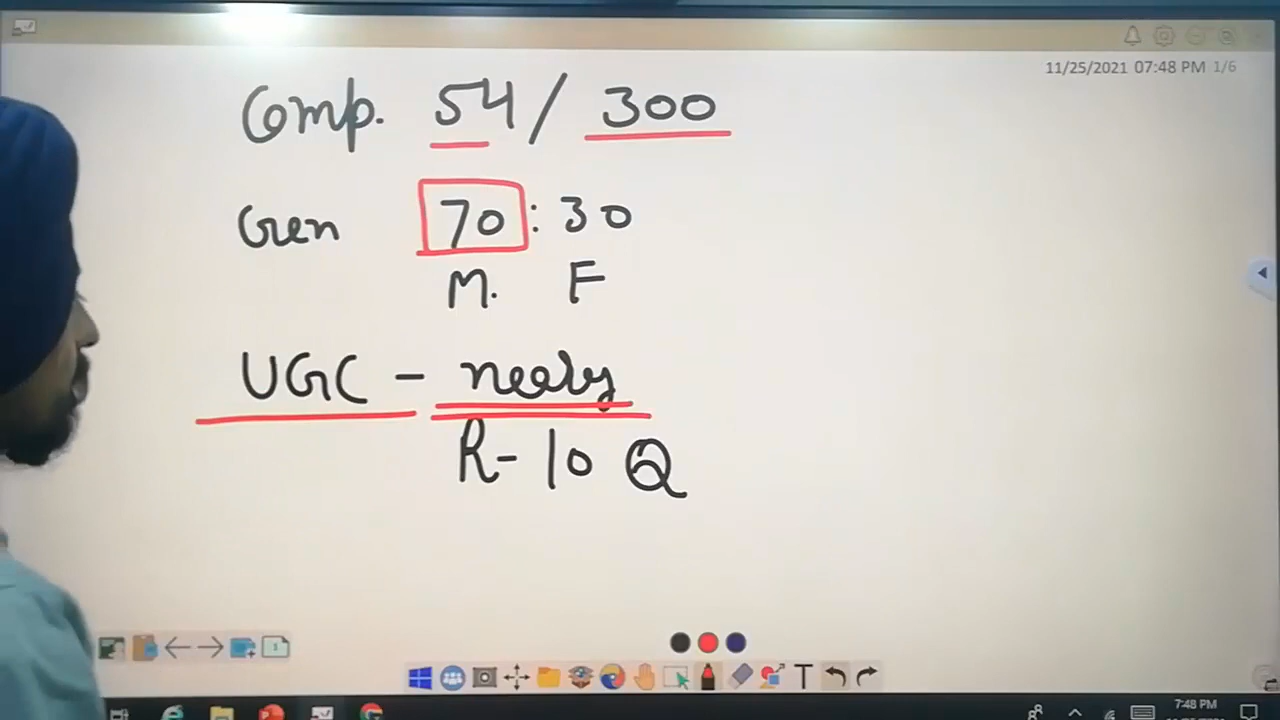 11/25/2021 07:48 PM 1/6
Comp. 54 / 300
Gen 70 : 30
M. F
UGC -
R- 10 Q
T
7:48 PM